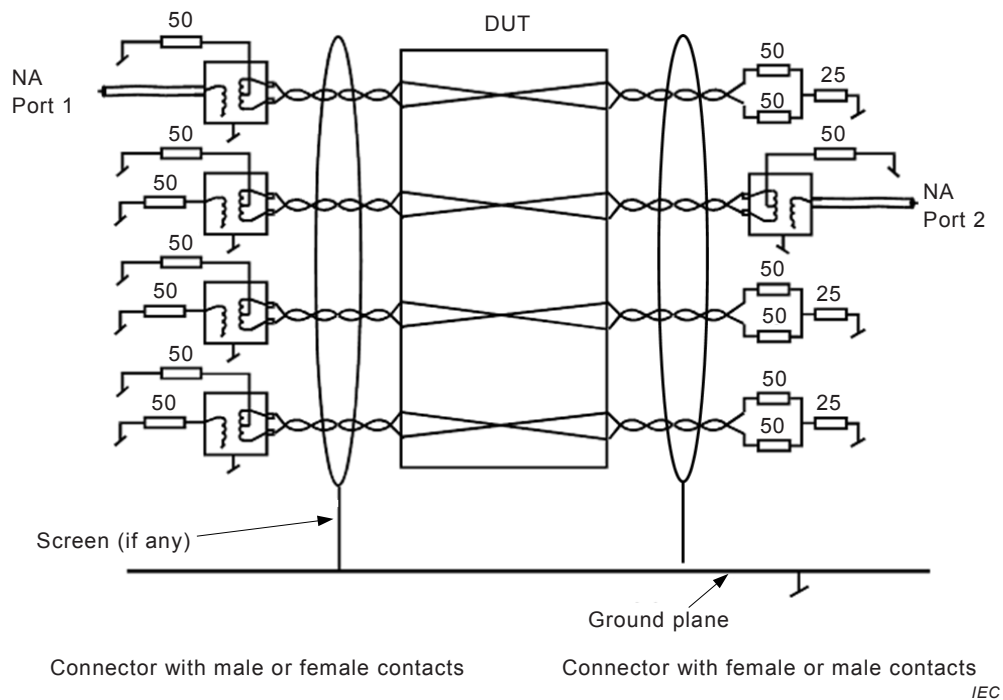 50
DUT
50
25
NA
Port 1
50
50
50
50
NA
Port 2
50
50
50
25
50
50
50
50
25
50
Screen (if any)
Ground plane
Connector with male or female contacts
Connector with female or male contacts
IEC